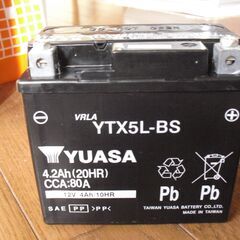 VRLA
YTX5L-BS
YUASA
4.2Ah(20HR)
CCA:80A
12V 4Ah 10HR
Pb Pb
SAE >PP< >PP<
TAIWAN YUASA BATTERY CO.,LTD.
MADE IN TAIWAN